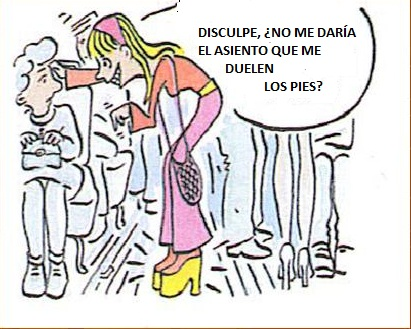 DISCULPE, ¿NO ME DARÍA
EL ASIENTO QUE ME
DUELEN
LOS PIES?